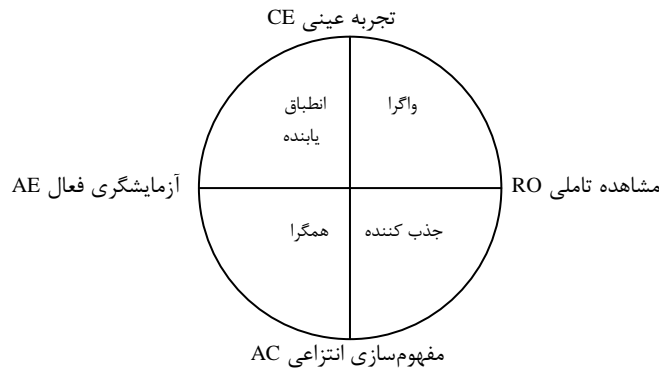 تجربه عینی CE
واگرا
انطباق
یابنده
مشاهده تاملی RO
آزمایشگری فعال AE
جذب کننده
همگرا
مفهوم‌سازی انتزاعی AC